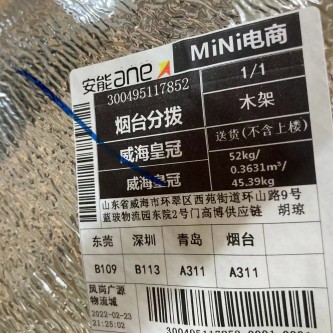 安能ane MiNi电商
300495117852 1/1
烟台分拨 木架
威海皇冠 送货(不含上楼)
威海皇冠 52kg/
0.3631m³/
45.39kg
山东省威海市环翠区西苑街道环山路9号
蓝玻物流园东院2号门高博供应链 胡琼
东莞 深圳 青岛 烟台
B109 B113 A311 A311
凤岗广源
物流城
2022-02-23
21:25:02